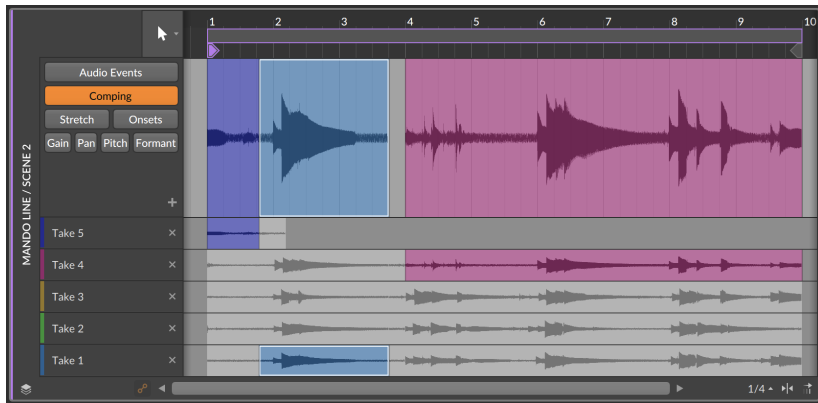 1 2 3 4 5 6 7 8 9 10
Audio Events
Comping
Stretch Onsets
Gain Pan Pitch Formant
+
MANDO LINE / SCENE 2
Take 5 ×
Take 4 ×
Take 3 ×
Take 2 ×
Take 1 ×
1/4